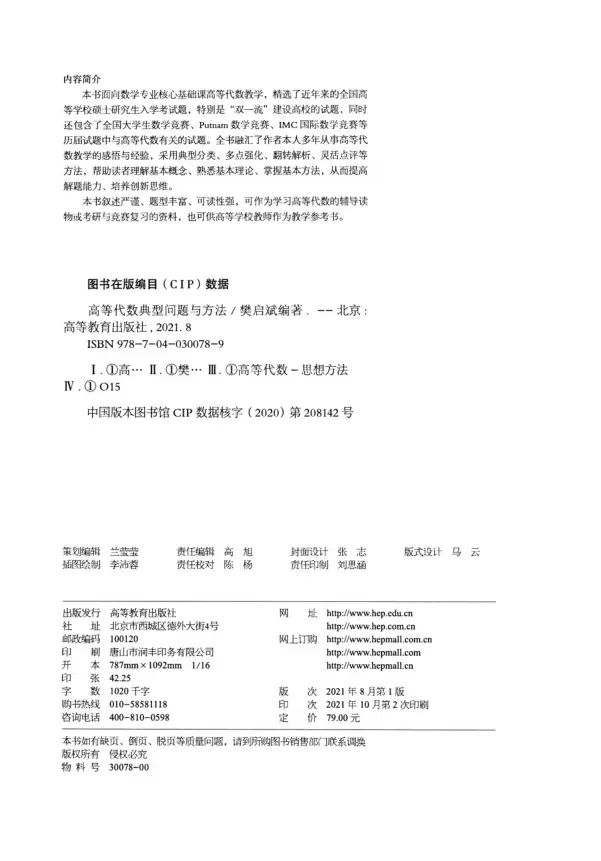 内容简介
本书面向数学专业核心基础课高等代数教学，精选了近年来的全国高
等学校硕士研究生入学考试题，特别是“双一流”建设高校的试题，同时
还包含了全国大学生数学竞赛、Putnam 数学竞赛、IMC 国际数学竞赛等
历届试题中与高等代数有关的试题。全书融汇了作者本人多年从事高等代
数教学的感悟与经验，采用典型分类、多点强化、翻转解析、灵活点评等
方法，帮助读者理解基本概念、熟悉基本理论、掌握基本方法，从而提高
解题能力、培养创新思维。
本书叙述严谨、题型丰富、可读性强，可作为学习高等代数的辅导读
物或考研与竞赛复习的资料，也可供高等学校教师作为教学参考书。
图书在版编目（CIP）数据
高等代数典型问题与方法 / 樊启斌编著. -- 北京：
高等教育出版社，2021.8
ISBN 978-7-04-030078-9
Ⅰ.①高… Ⅱ.①樊… Ⅲ.①高等代数-思想方法
Ⅳ.①O15
中国版本图书馆 CIP 数据核字（2020）第 208142 号
策划编辑 兰莹莹 责任编辑 高 旭 封面设计 张 志 版式设计 马 云
插图绘制 李沛蓉 责任校对 陈 杨 责任印制 刘思涵
出版发行 高等教育出版社 网 址 http://www.hep.edu.cn
社 址 北京市西城区德外大街4号 http://www.hep.com.cn
邮政编码 100120 网上订购 http://www.hepmall.com.cn
印 刷 唐山市润丰印务有限公司 http://www.hepmall.com
开 本 787mm×1092mm 1/16 http://www.hepmall.cn
印 张 42.25
字 数 1020 千字 版 次 2021 年 8 月第 1 版
购书热线 010-58581118 印 次 2021 年 10 月第 2 次印刷
咨询电话 400-810-0598 定 价 79.00 元
本书如有缺页、倒页、脱页等质量问题，请到所购图书销售部门联系调换
版权所有 侵权必究
物 料 号 30078-00